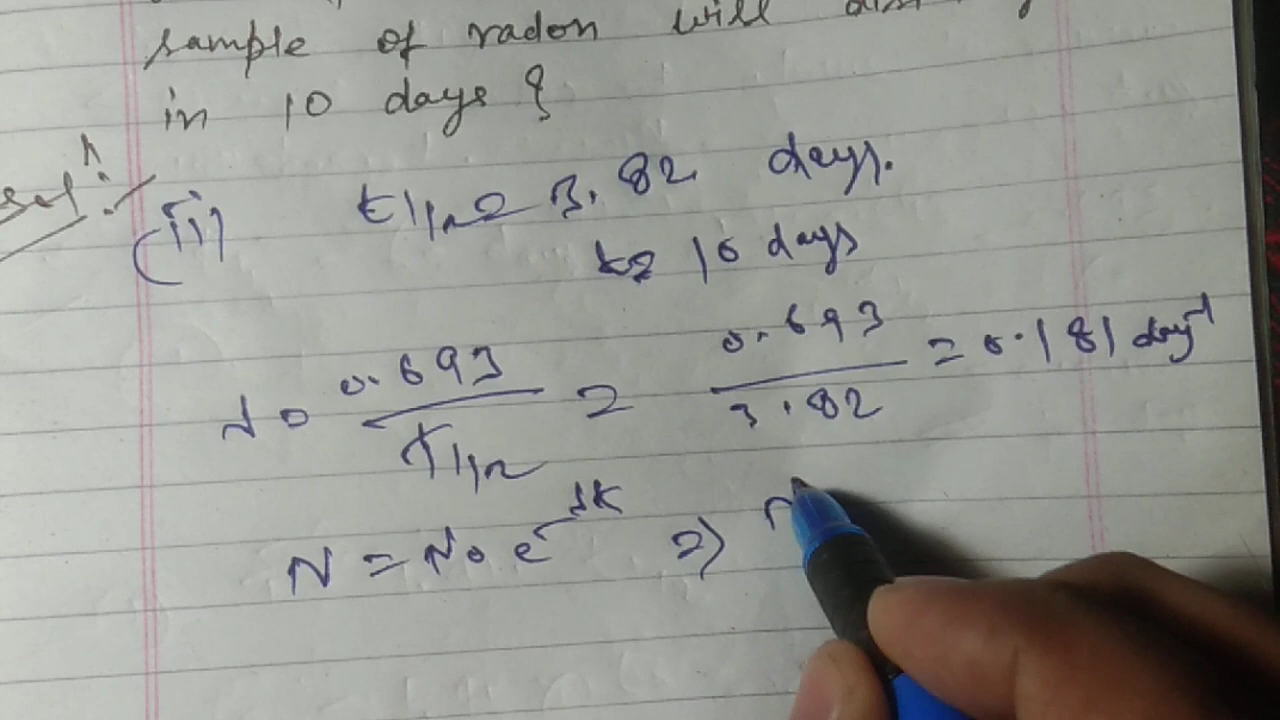 sample of radon will
in 10 days ?
Solⁿ:- (ii) t1/2 = 3.82 days.
t = 10 days
λ = 0.693 / T1/2 = 0.693 / 3.82 = 0.181 day⁻¹
N = N₀ e^-λt ⇒